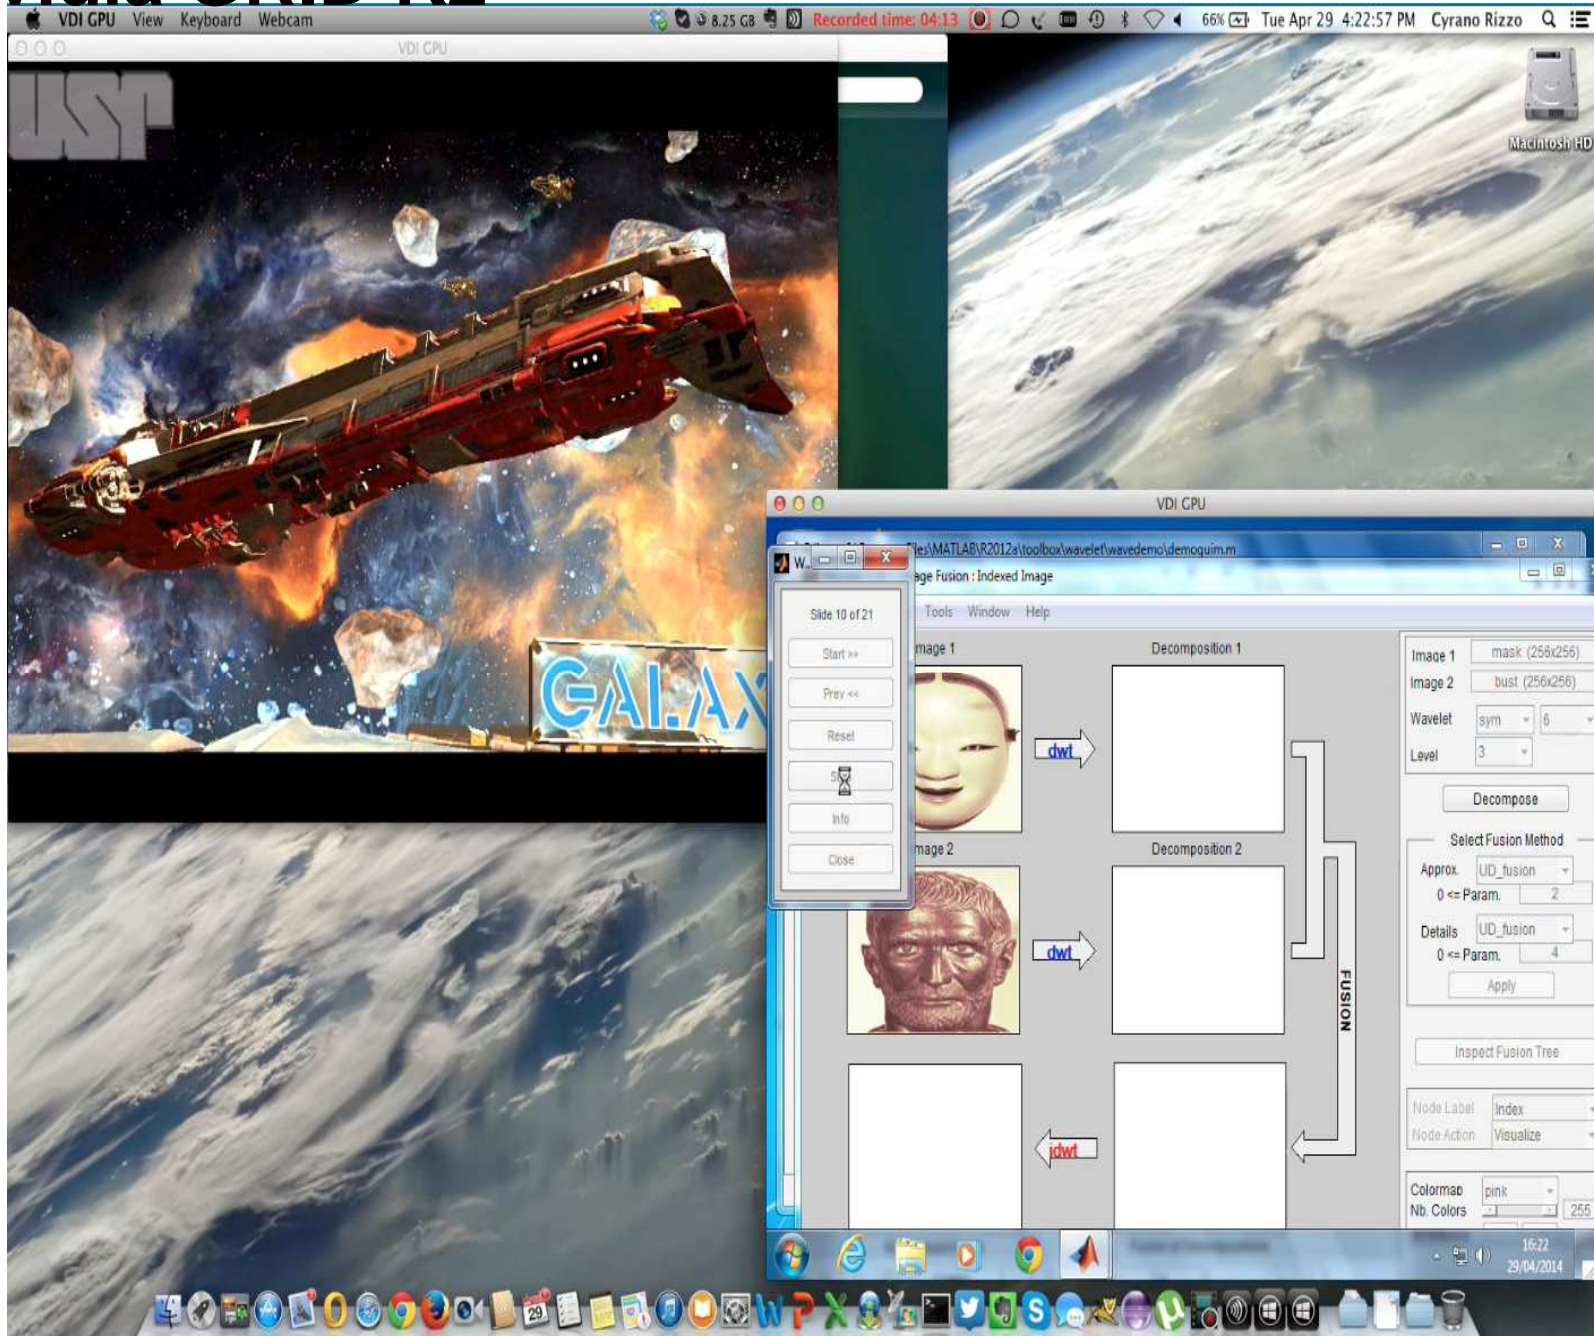 VDI GPU View Keyboard Webcam 8.25 GB Recorded time: 04:13 66% Tue Apr 29 4:22:57 PM Cyrano Rizzo
VDI GPU
USP
Macintosh HD
GALAX
VDI GPU
Files\MATLAB\R2012a\toolbox\wavelet\wavedemo\demoquim.m
W...
age Fusion : Indexed Image
Tools Window Help
Slide 10 of 21
Start >>
Prev <<
Reset
Info
Close
mage 1
Decomposition 1
dwt
mage 2
Decomposition 2
dwt
FUSION
idwt
Image 1 mask (256x256)
Image 2 bust (256x256)
Wavelet sym 6
Level 3
Decompose
Select Fusion Method
Approx. UD_fusion
0 <= Param. 2
Details UD_fusion
0 <= Param. 4
Apply
Inspect Fusion Tree
Node Label Index
Node Action Visualize
Colormap pink
Nb. Colors 255
16:22
29/04/2014
29